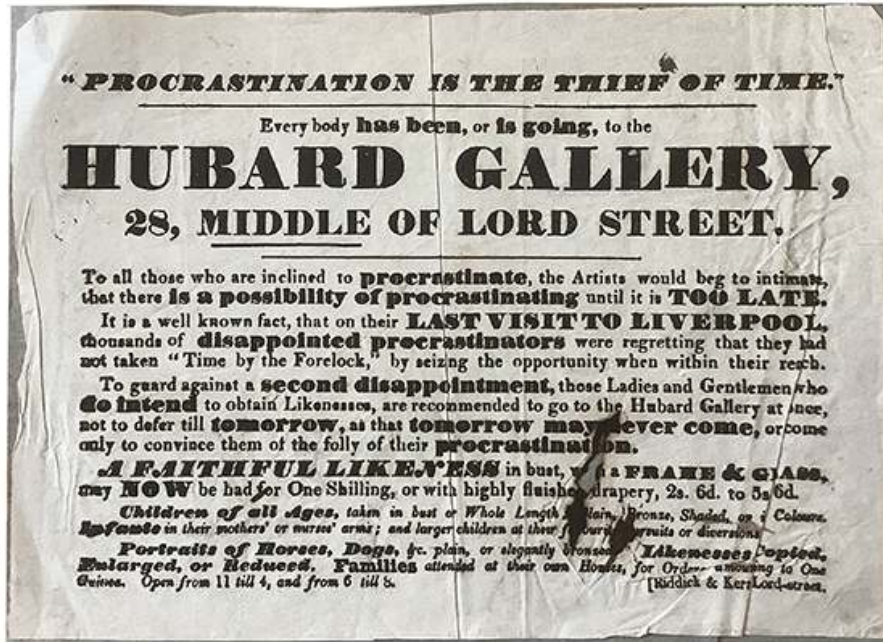 "PROCRASTINATION IS THE THIEF OF TIME."
Every body has been, or is going, to the
HUBARD GALLERY,
28, MIDDLE OF LORD STREET.
To all those who are inclined to procrastinate, the Artists would beg to intimate,
that there is a possibility of procrastinating until it is TOO LATE.
It is a well known fact, that on their LAST VISIT TO LIVERPOOL,
thousands of disappointed procrastinators were regretting that they had
not taken "Time by the Forelock," by seizing the opportunity when within their reach.
To guard against a second disappointment, those Ladies and Gentlemen who
do intend to obtain Likenesses, are recommended to go to the Hubard Gallery at once,
not to defer till tomorrow, as that tomorrow may never come, or come
only to convince them of the folly of their procrastination.
A FAITHFUL LIKENESS in bust, with a FRAME & GLASS,
may NOW be had for One Shilling, or with highly finished drapery, 2s. 6d. to 5s 6d.
Children of all Ages, taken in bust or Whole Length Plain, Bronze, Shaded, or Colours.
Infants in their mothers' or nurses' arms; and larger children at their favourite pursuits or diversions
Portraits of Horses, Dogs, &c. plain, or elegantly bronzed Likenesses Copied,
Enlarged, or Reduced. Families attended at their own Houses, for Orders amounting to One
Guinea. Open from 11 till 4, and from 6 till 8. [Riddick & Kerr Lord-street.